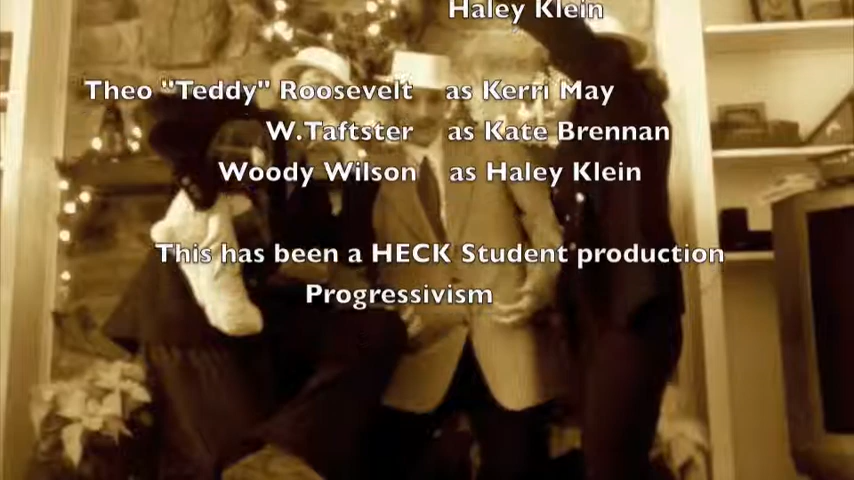 Haley Klein
Theo "Teddy" Roosevelt as Kerri May
W.Taftster as Kate Brennan
Woody Wilson as Haley Klein
This has been a HECK Student production
Progressivism